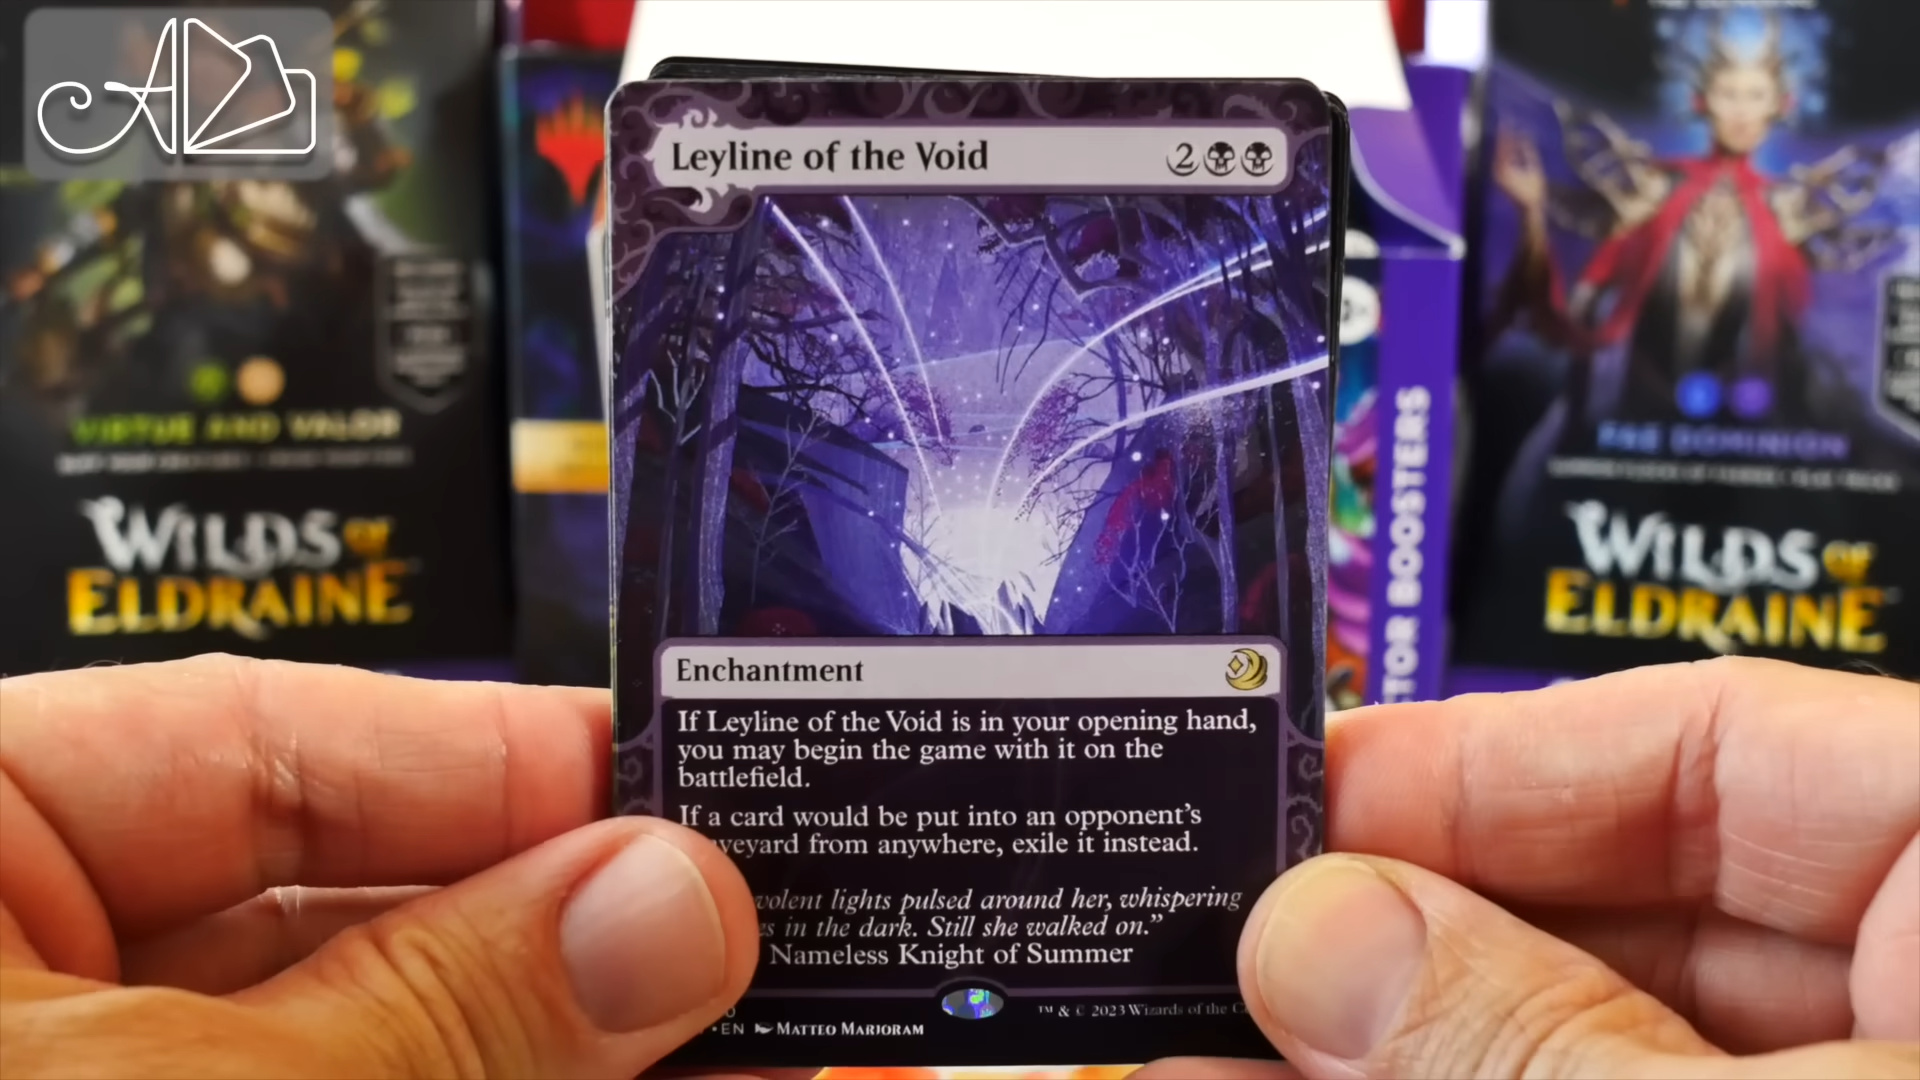 Leyline of the Void 2
Enchantment
If Leyline of the Void is in your opening hand,
you may begin the game with it on the
battlefield.
If a card would be put into an opponent's
from anywhere, exile it instead.
lights pulsed around her, whispering
in the dark. Still she walked on."
Nameless Knight of Summer
EN MATTEO MARJORAM
™ & © 2023 Wizards of the
VIRTUE AND VALOR
WILDS OF
ELDRAINE
BOOSTERS
FAE DOMINION
WILDS OF
ELDRAINE